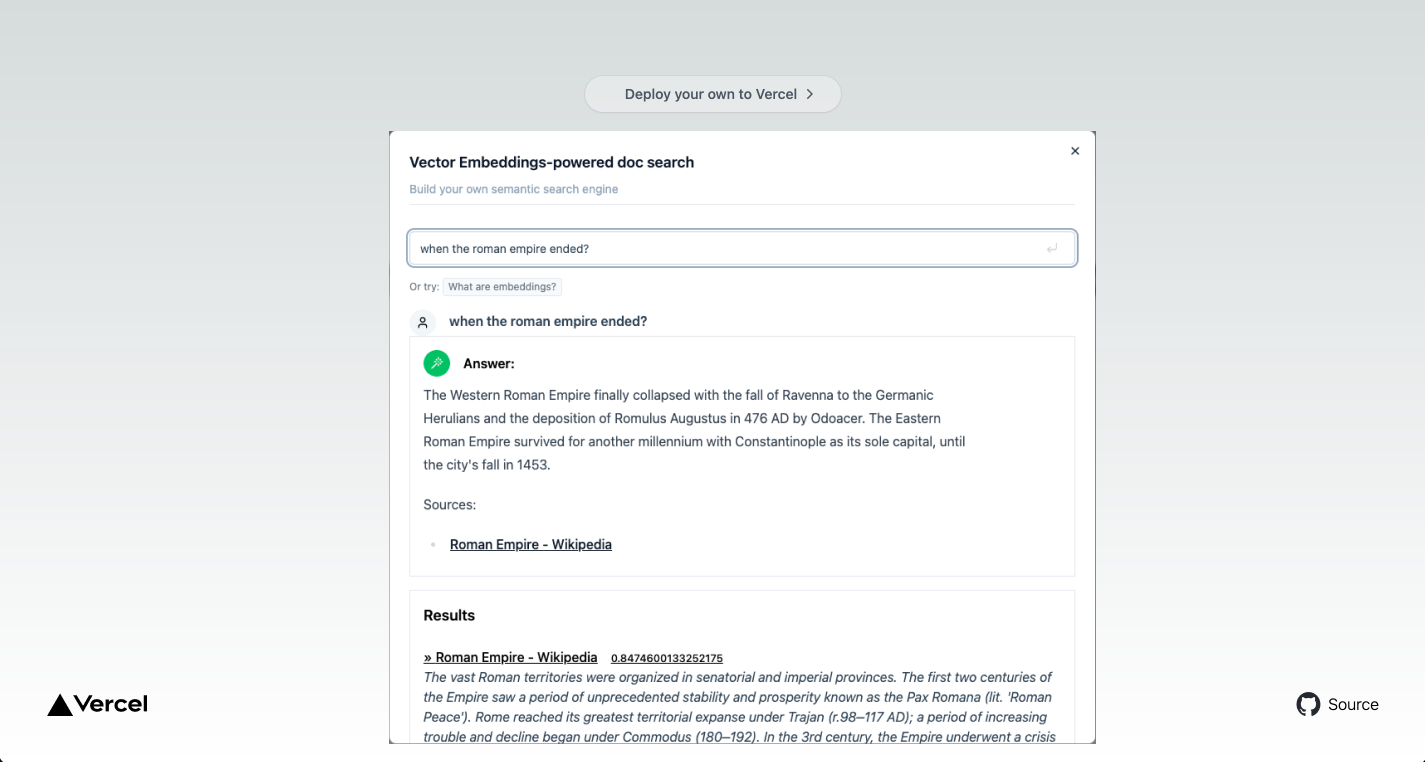 Deploy your own to Vercel
Vector Embeddings-powered doc search
Build your own semantic search engine
when the roman empire ended?
Or try: What are embeddings?
when the roman empire ended?
Answer:
The Western Roman Empire finally collapsed with the fall of Ravenna to the Germanic
Herulians and the deposition of Romulus Augustus in 476 AD by Odoacer. The Eastern
Roman Empire survived for another millennium with Constantinople as its sole capital, until
the city's fall in 1453.
Sources:
Roman Empire - Wikipedia
Results
» Roman Empire - Wikipedia 0.8474600133252175
The vast Roman territories were organized in senatorial and imperial provinces. The first two centuries of
the Empire saw a period of unprecedented stability and prosperity known as the Pax Romana (lit. 'Roman
Peace'). Rome reached its greatest territorial expanse under Trajan (r.98–117 AD); a period of increasing
trouble and decline began under Commodus (180–192). In the 3rd century, the Empire underwent a crisis
Vercel
Source